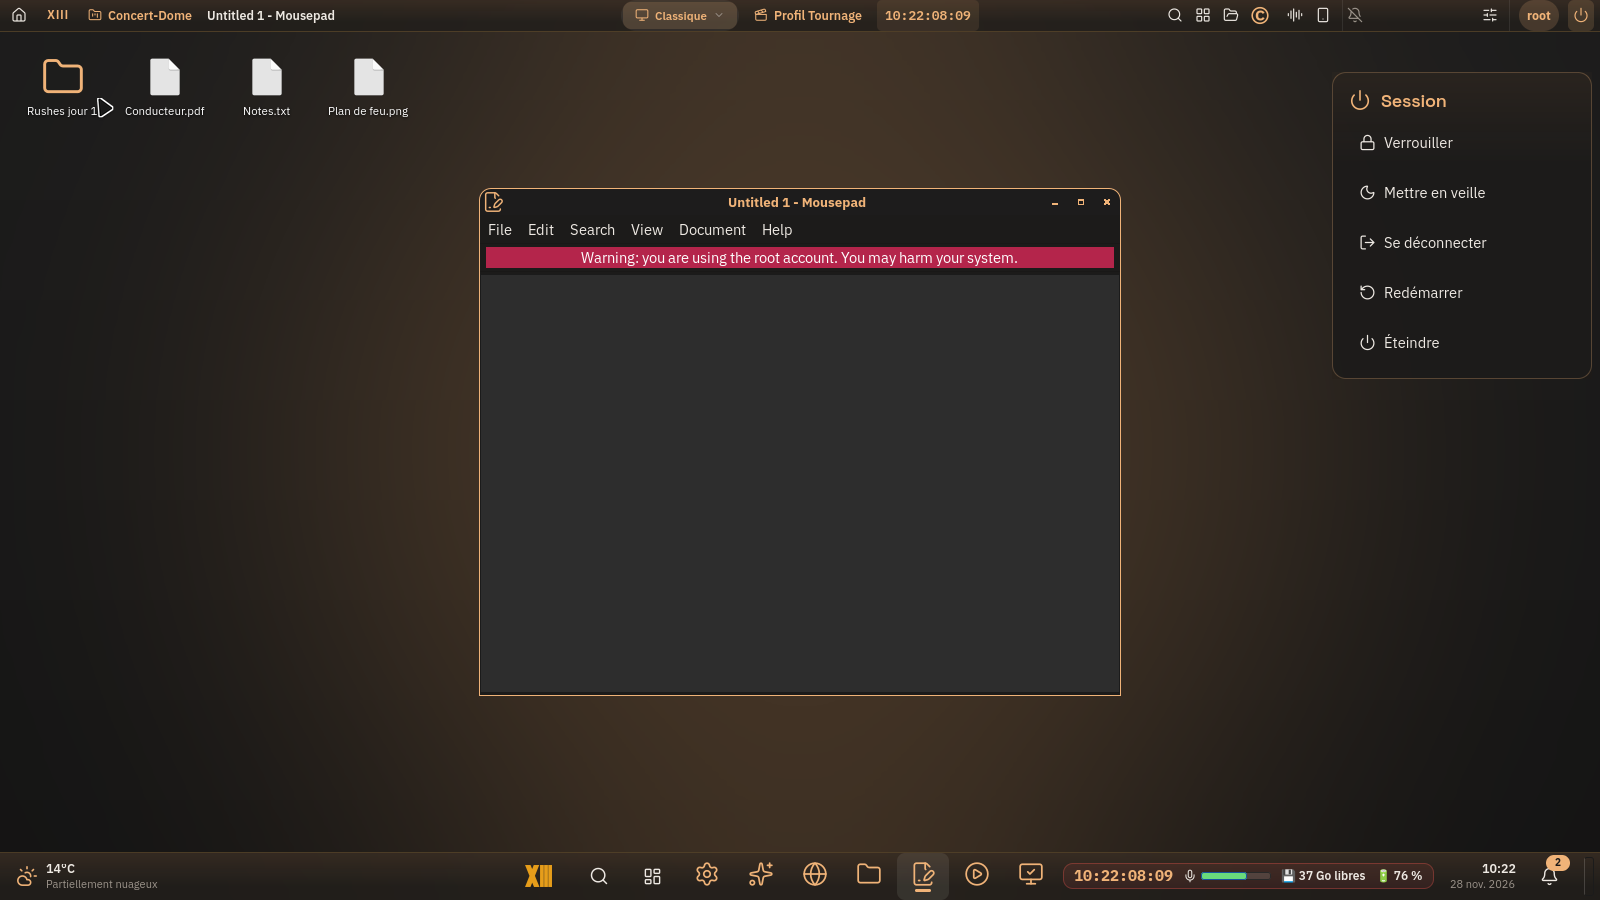 XIII Concert-Dome Untitled 1 - Mousepad Classique Profil Tournage 10:22:08:09 root
Rushes jour 1 Conducteur.pdf Notes.txt Plan de feu.png
Session
Verrouiller
Mettre en veille
Se déconnecter
Redémarrer
Éteindre
Untitled 1 - Mousepad
File Edit Search View Document Help
Warning: you are using the root account. You may harm your system.
14°C
Partiellement nuageux
XIII
10:22:08:09 37 Go libres 76 %
10:22
28 nov. 2026
2